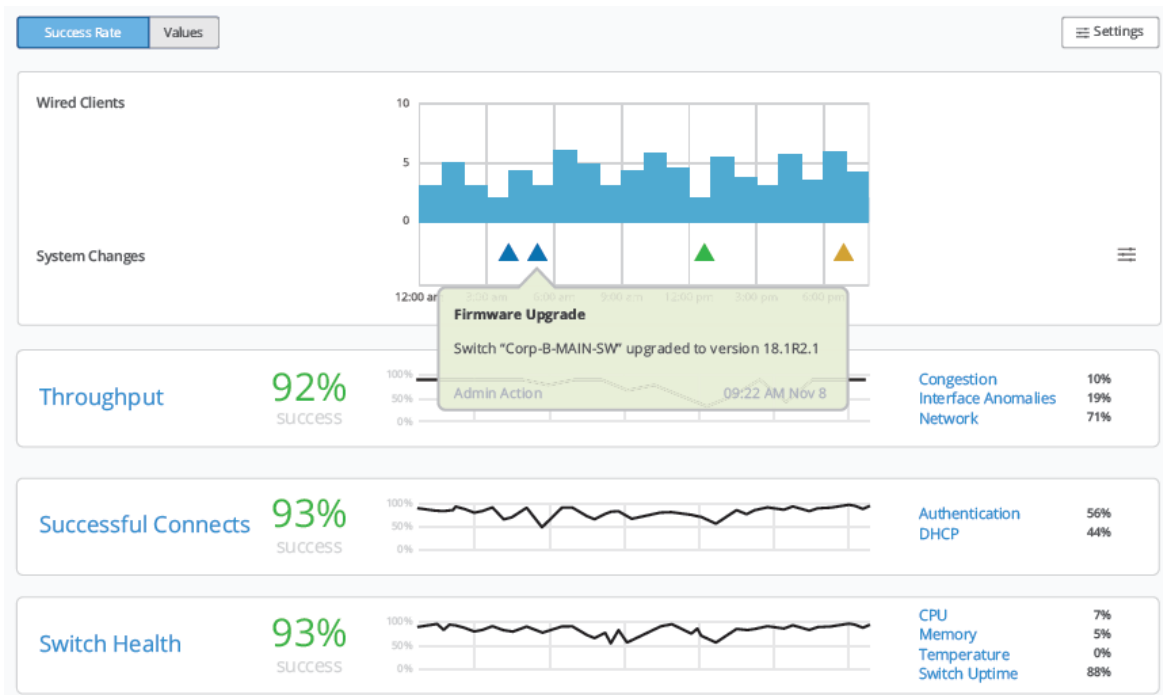 Success Rate
Values
Settings
Wired Clients
10
5
0
System Changes
12:00 am 3:00 am 6:00 am 9:00 am 12:00 pm 3:00 pm 6:00 pm
Firmware Upgrade
Switch “Corp-B-MAIN-SW” upgraded to version 18.1R2.1
Admin Action 09:22 AM Nov 8
Throughput
92%
success
100%
50%
0%
Congestion 10%
Interface Anomalies 19%
Network 71%
Successful Connects
93%
success
100%
50%
0%
Authentication 56%
DHCP 44%
Switch Health
93%
success
100%
50%
0%
CPU 7%
Memory 5%
Temperature 0%
Switch Uptime 88%